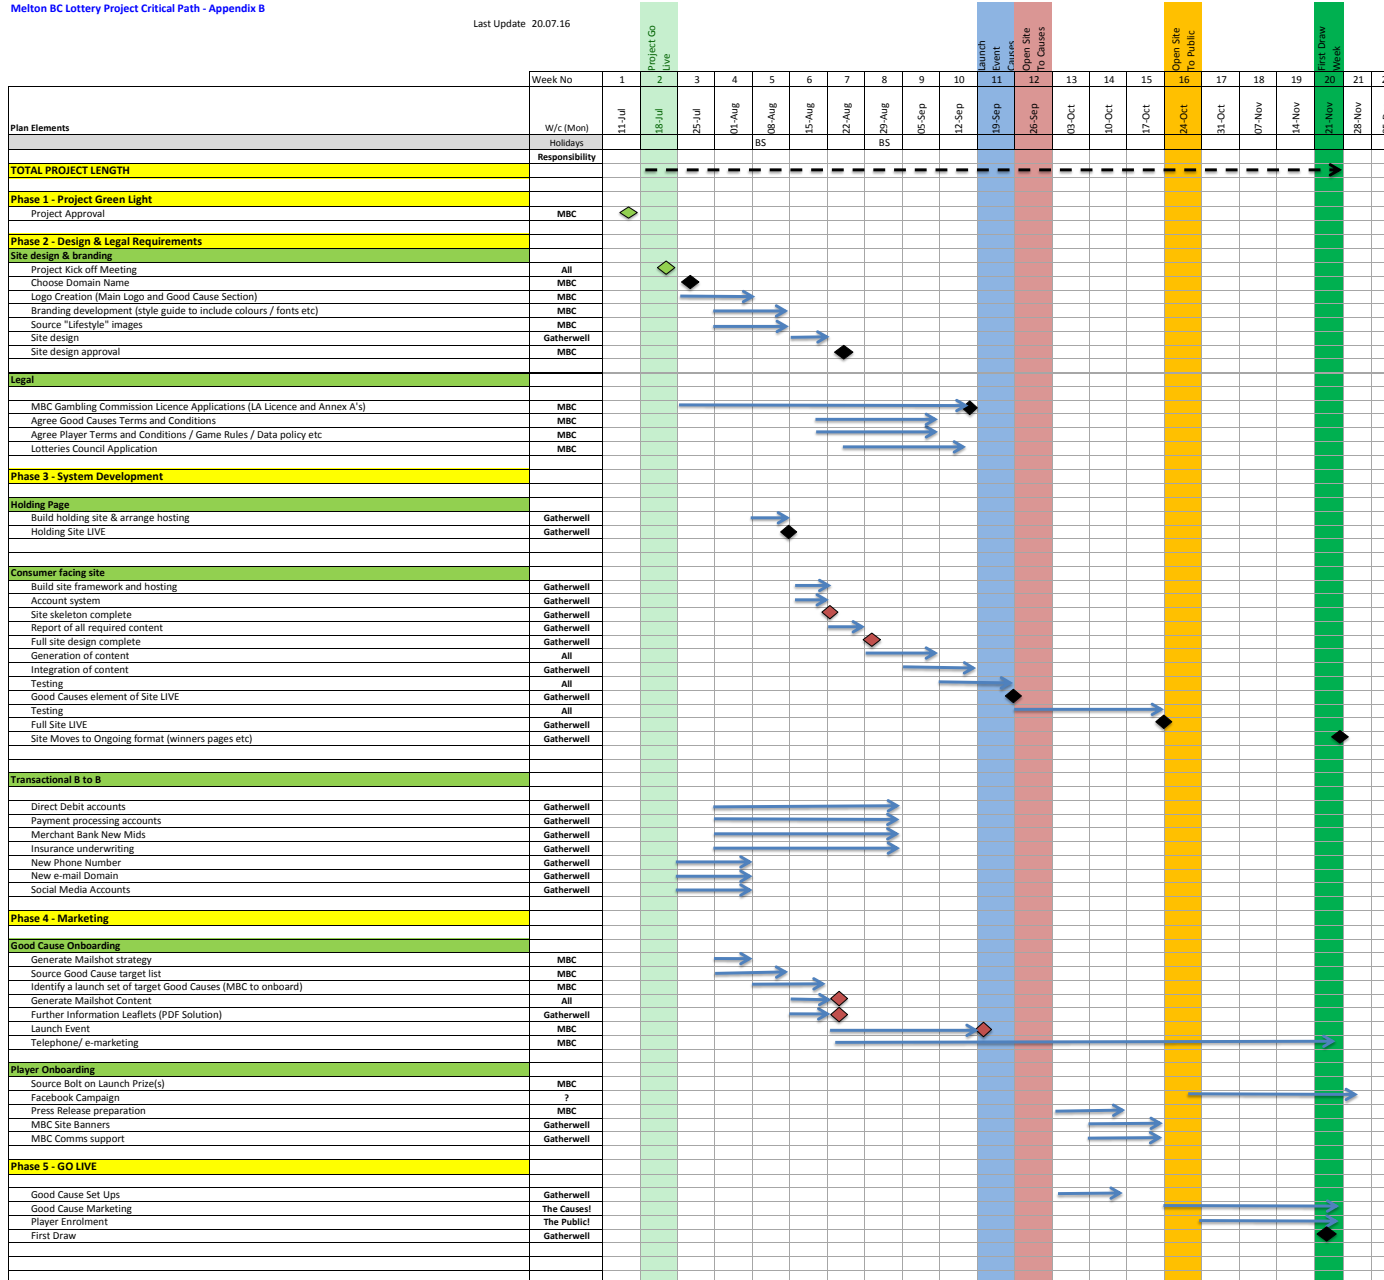 Melton BC Lottery Project Critical Path - Appendix B
Last Update 20.07.16
Project Go Live
Launch Event Causes
Open Site To Causes
Open Site To Public
First Draw Week
Week No 1 2 3 4 5 6 7 8 9 10 11 12 13 14 15 16 17 18 19 20 21
Plan Elements W/c (Mon) 11-Jul 18-Jul 25-Jul 01-Aug 08-Aug 15-Aug 22-Aug 29-Aug 05-Sep 12-Sep 19-Sep 26-Sep 03-Oct 10-Oct 17-Oct 24-Oct 31-Oct 07-Nov 14-Nov 21-Nov 28-Nov
Holidays BS BS
Responsibility
TOTAL PROJECT LENGTH
Phase 1 - Project Green Light
Project Approval MBC
Phase 2 - Design & Legal Requirements
Site design & branding
Project Kick off Meeting All
Choose Domain Name MBC
Logo Creation (Main Logo and Good Cause Section) MBC
Branding development (style guide to include colours / fonts etc) MBC
Source "Lifestyle" images MBC
Site design Gatherwell
Site design approval MBC
Legal
MBC Gambling Commission Licence Applications (LA Licence and Annex A's) MBC
Agree Good Causes Terms and Conditions MBC
Agree Player Terms and Conditions / Game Rules / Data policy etc MBC
Lotteries Council Application MBC
Phase 3 - System Development
Holding Page
Build holding site & arrange hosting Gatherwell
Holding Site LIVE Gatherwell
Consumer facing site
Build site framework and hosting Gatherwell
Account system Gatherwell
Site skeleton complete Gatherwell
Report of all required content Gatherwell
Full site design complete Gatherwell
Generation of content All
Integration of content Gatherwell
Testing All
Good Causes element of Site LIVE Gatherwell
Testing All
Full Site LIVE Gatherwell
Site Moves to Ongoing format (winners pages etc) Gatherwell
Transactional B to B
Direct Debit accounts Gatherwell
Payment processing accounts Gatherwell
Merchant Bank New Mids Gatherwell
Insurance underwriting Gatherwell
New Phone Number Gatherwell
New e-mail Domain Gatherwell
Social Media Accounts Gatherwell
Phase 4 - Marketing
Good Cause Onboarding
Generate Mailshot strategy MBC
Source Good Cause target list MBC
Identify a launch set of target Good Causes (MBC to onboard) MBC
Generate Mailshot Content All
Further Information Leaflets (PDF Solution) Gatherwell
Launch Event MBC
Telephone/ e-marketing MBC
Player Onboarding
Source Bolt on Launch Prize(s) MBC
Facebook Campaign ?
Press Release preparation MBC
MBC Site Banners Gatherwell
MBC Comms support Gatherwell
Phase 5 - GO LIVE
Good Cause Set Ups Gatherwell
Good Cause Marketing The Causes!
Player Enrolment The Public!
First Draw Gatherwell